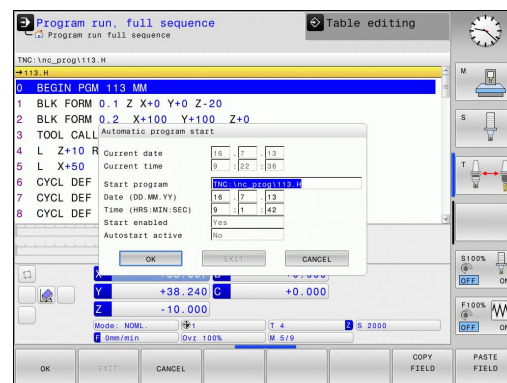 Program run, full sequence
Table editing
Program run full sequence
TNC:\nc_prog\113.H
→113.H
0 BEGIN PGM 113 MM
1 BLK FORM 0.1 Z X+0 Y+0 Z-20
2 BLK FORM 0.2 X+100 Y+100 Z+0
3 TOOL CALL
4 L Z+10 R
5 L X+50
6 CYCL DEF
7 CYCL DEF
8 CYCL DEF
Automatic program start
Current date 16 . 7 . 13
Current time 9 : 22 : 36
Start program TNC:\nc_prog\113.H
Date (DD.MM.YY) 16 . 7 . 13
Time (HRS:MIN:SEC) 9 : 1 : 42
Start enabled Yes
Autostart active No
OK EXIT CANCEL
X
Y +38.240 C +0.000
Z -10.000
Mode: NOML. 1 T 4 Z S 2000
F 0mm/min Ovr 100% M 5/9
M
S
T
S100%
OFF ON
F100%
OFF ON
OK EXIT CANCEL COPY FIELD PASTE FIELD